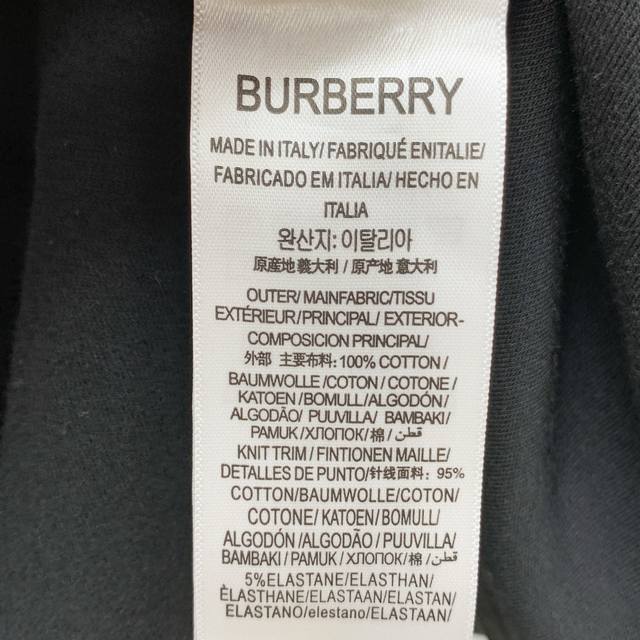 BURBERRY
MADE IN ITALY/ FABRIQUÉ ENITALIE/
FABRICADO EM ITALIA/ HECHO EN
ITALIA
완산지: 이탈리아
原産地 義大利 / 原产地 意大利
OUTER/ MAINFABRIC/TISSU
EXTÉRIEUR/PRINCIPAL/ EXTERIOR-
COMPOSICION PRINCIPAL/
外部 主要布料: 100% COTTON/
BAUMWOLLE/COTON/ COTONE/
KATOEN/BOMULL/ALGODÓN/
ALGODÃO/ PUUVILLA/ BAMBAKI/
PAMUK/ХЛОПОК/棉/قطن/
KNIT TRIM/ FINTIONEN MAILLE/
DETALLES DE PUNTO/针线面料: 95%
COTTON/BAUMWOLLE/COTON/
COTONE/ KATOEN/ BOMULL/
ALGODÓN /ALGODÃO / PUUVILLA/
BAMBAKI / PAMUK / ХЛОПОК/棉/قطن/
5%ELASTANE/ELASTHAN/
ÈLASTHANE/ELASTAAN/ELASTAN/
ELASTANO/elestano/ELASTAAN/